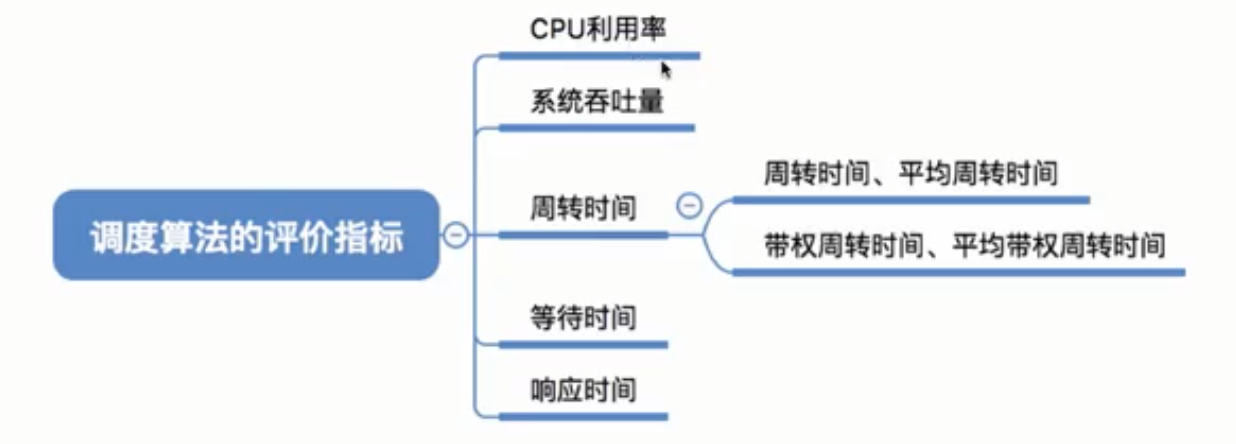 CPU利用率
系统吞吐量
周转时间、平均周转时间
周转时间
调度算法的评价指标
带权周转时间、平均带权周转时间
等待时间
响应时间